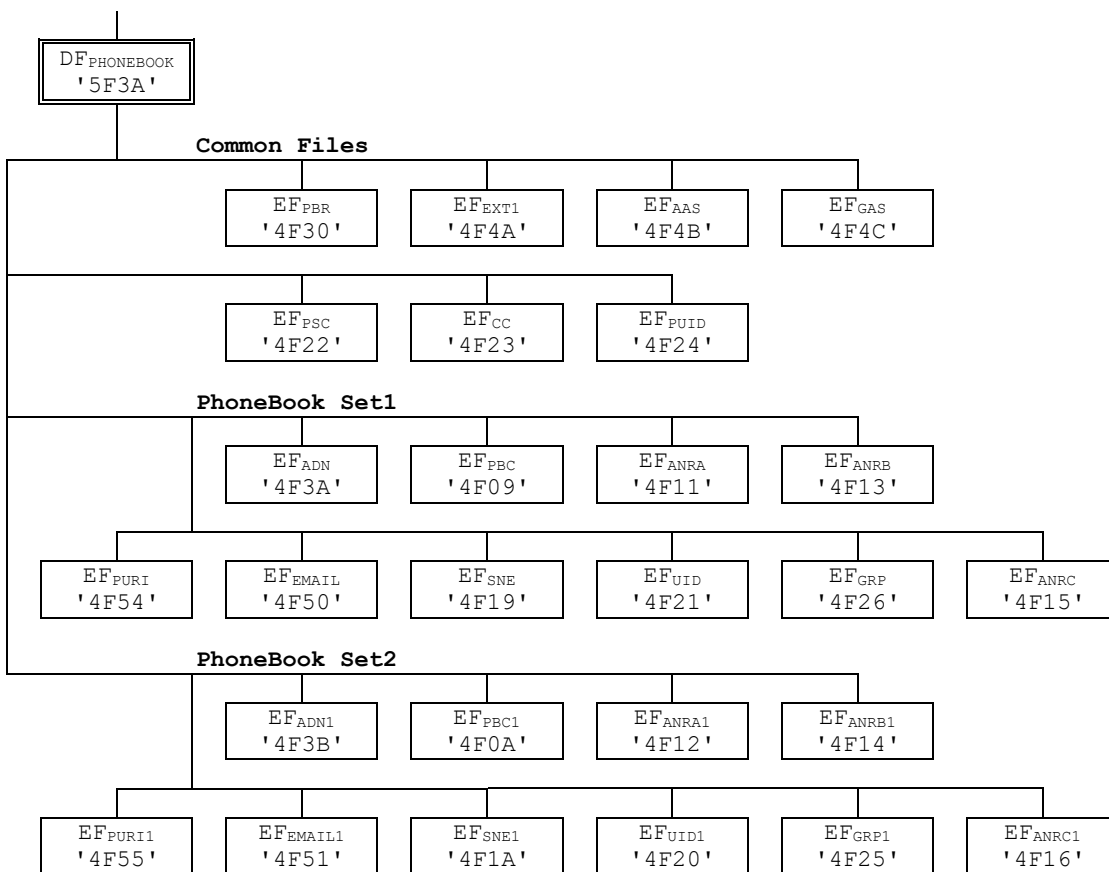 DFPHONEBOOK
'5F3A'
Common Files
EFPBR EFEXT1 EFAAS EFGAS
'4F30' '4F4A' '4F4B' '4F4C'
EFPSC EFCC EFPUID
'4F22' '4F23' '4F24'
PhoneBook Set1
EFADN EFPBC EFANRA EFANRB
'4F3A' '4F09' '4F11' '4F13'
EFPURI EFEMAIL EFSNE EFUID EFGRP EFANRC
'4F54' '4F50' '4F19' '4F21' '4F26' '4F15'
PhoneBook Set2
EFADN1 EFPBC1 EFANRA1 EFANRB1
'4F3B' '4F0A' '4F12' '4F14'
EFPURI1 EFEMAIL1 EFSNE1 EFUID1 EFGRP1 EFANRC1
'4F55' '4F51' '4F1A' '4F20' '4F25' '4F16'